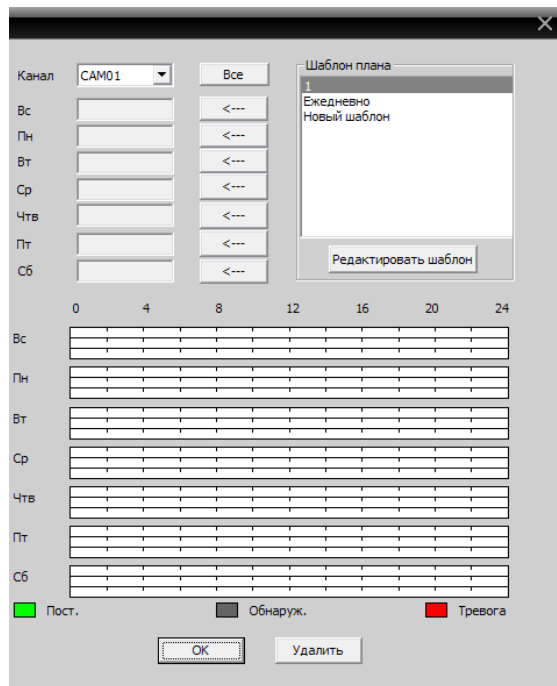 Канал CAM01 Все Шаблон плана
1
Ежедневно
Новый шаблон
Вс <---
Пн <---
Вт <---
Ср <---
Чтв <---
Пт <---
Сб <---
Редактировать шаблон
0 4 8 12 16 20 24
Вс
Пн
Вт
Ср
Чтв
Пт
Сб
Пост. Обнаруж. Тревога
OK Удалить